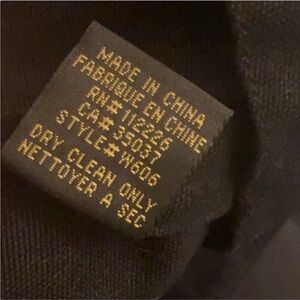 MADE IN CHINA
FABRIQUE EN CHINE
RN# 112226
CA# 35037
STYLE# W606
DRY CLEAN ONLY
NETTOYER A SEC